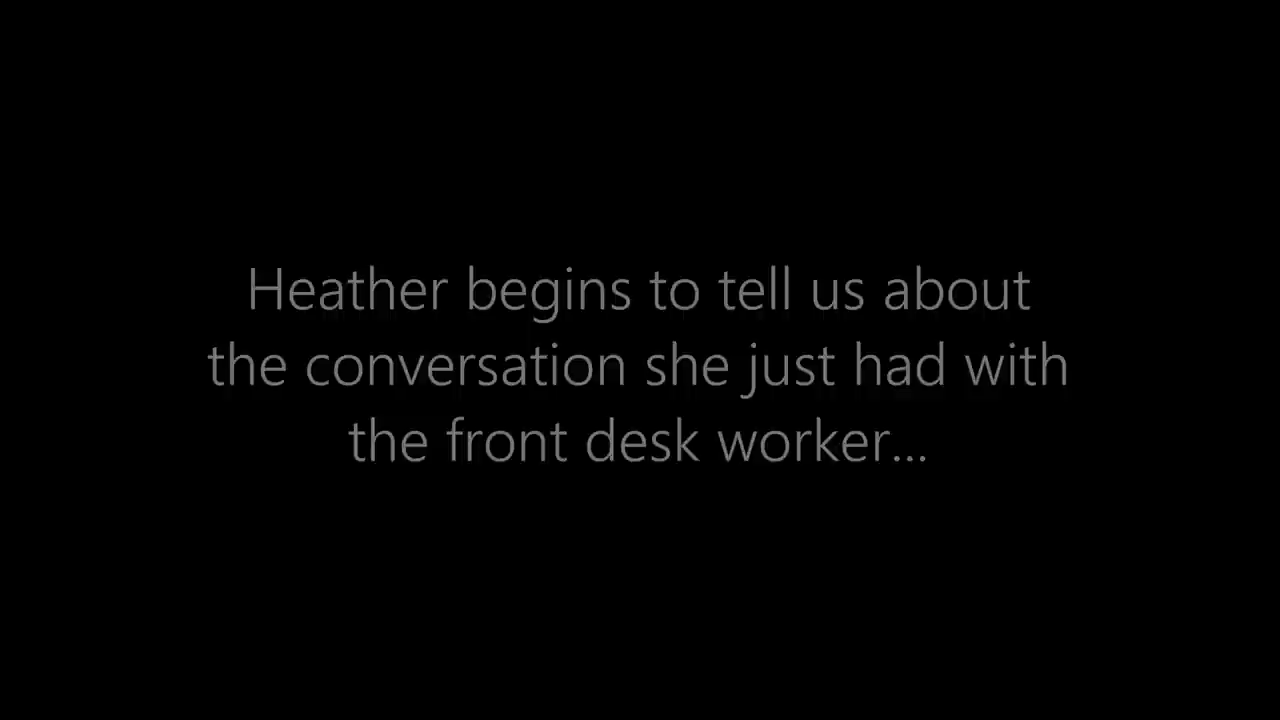 Heather begins to tell us about
the conversation she just had with
the front desk worker...